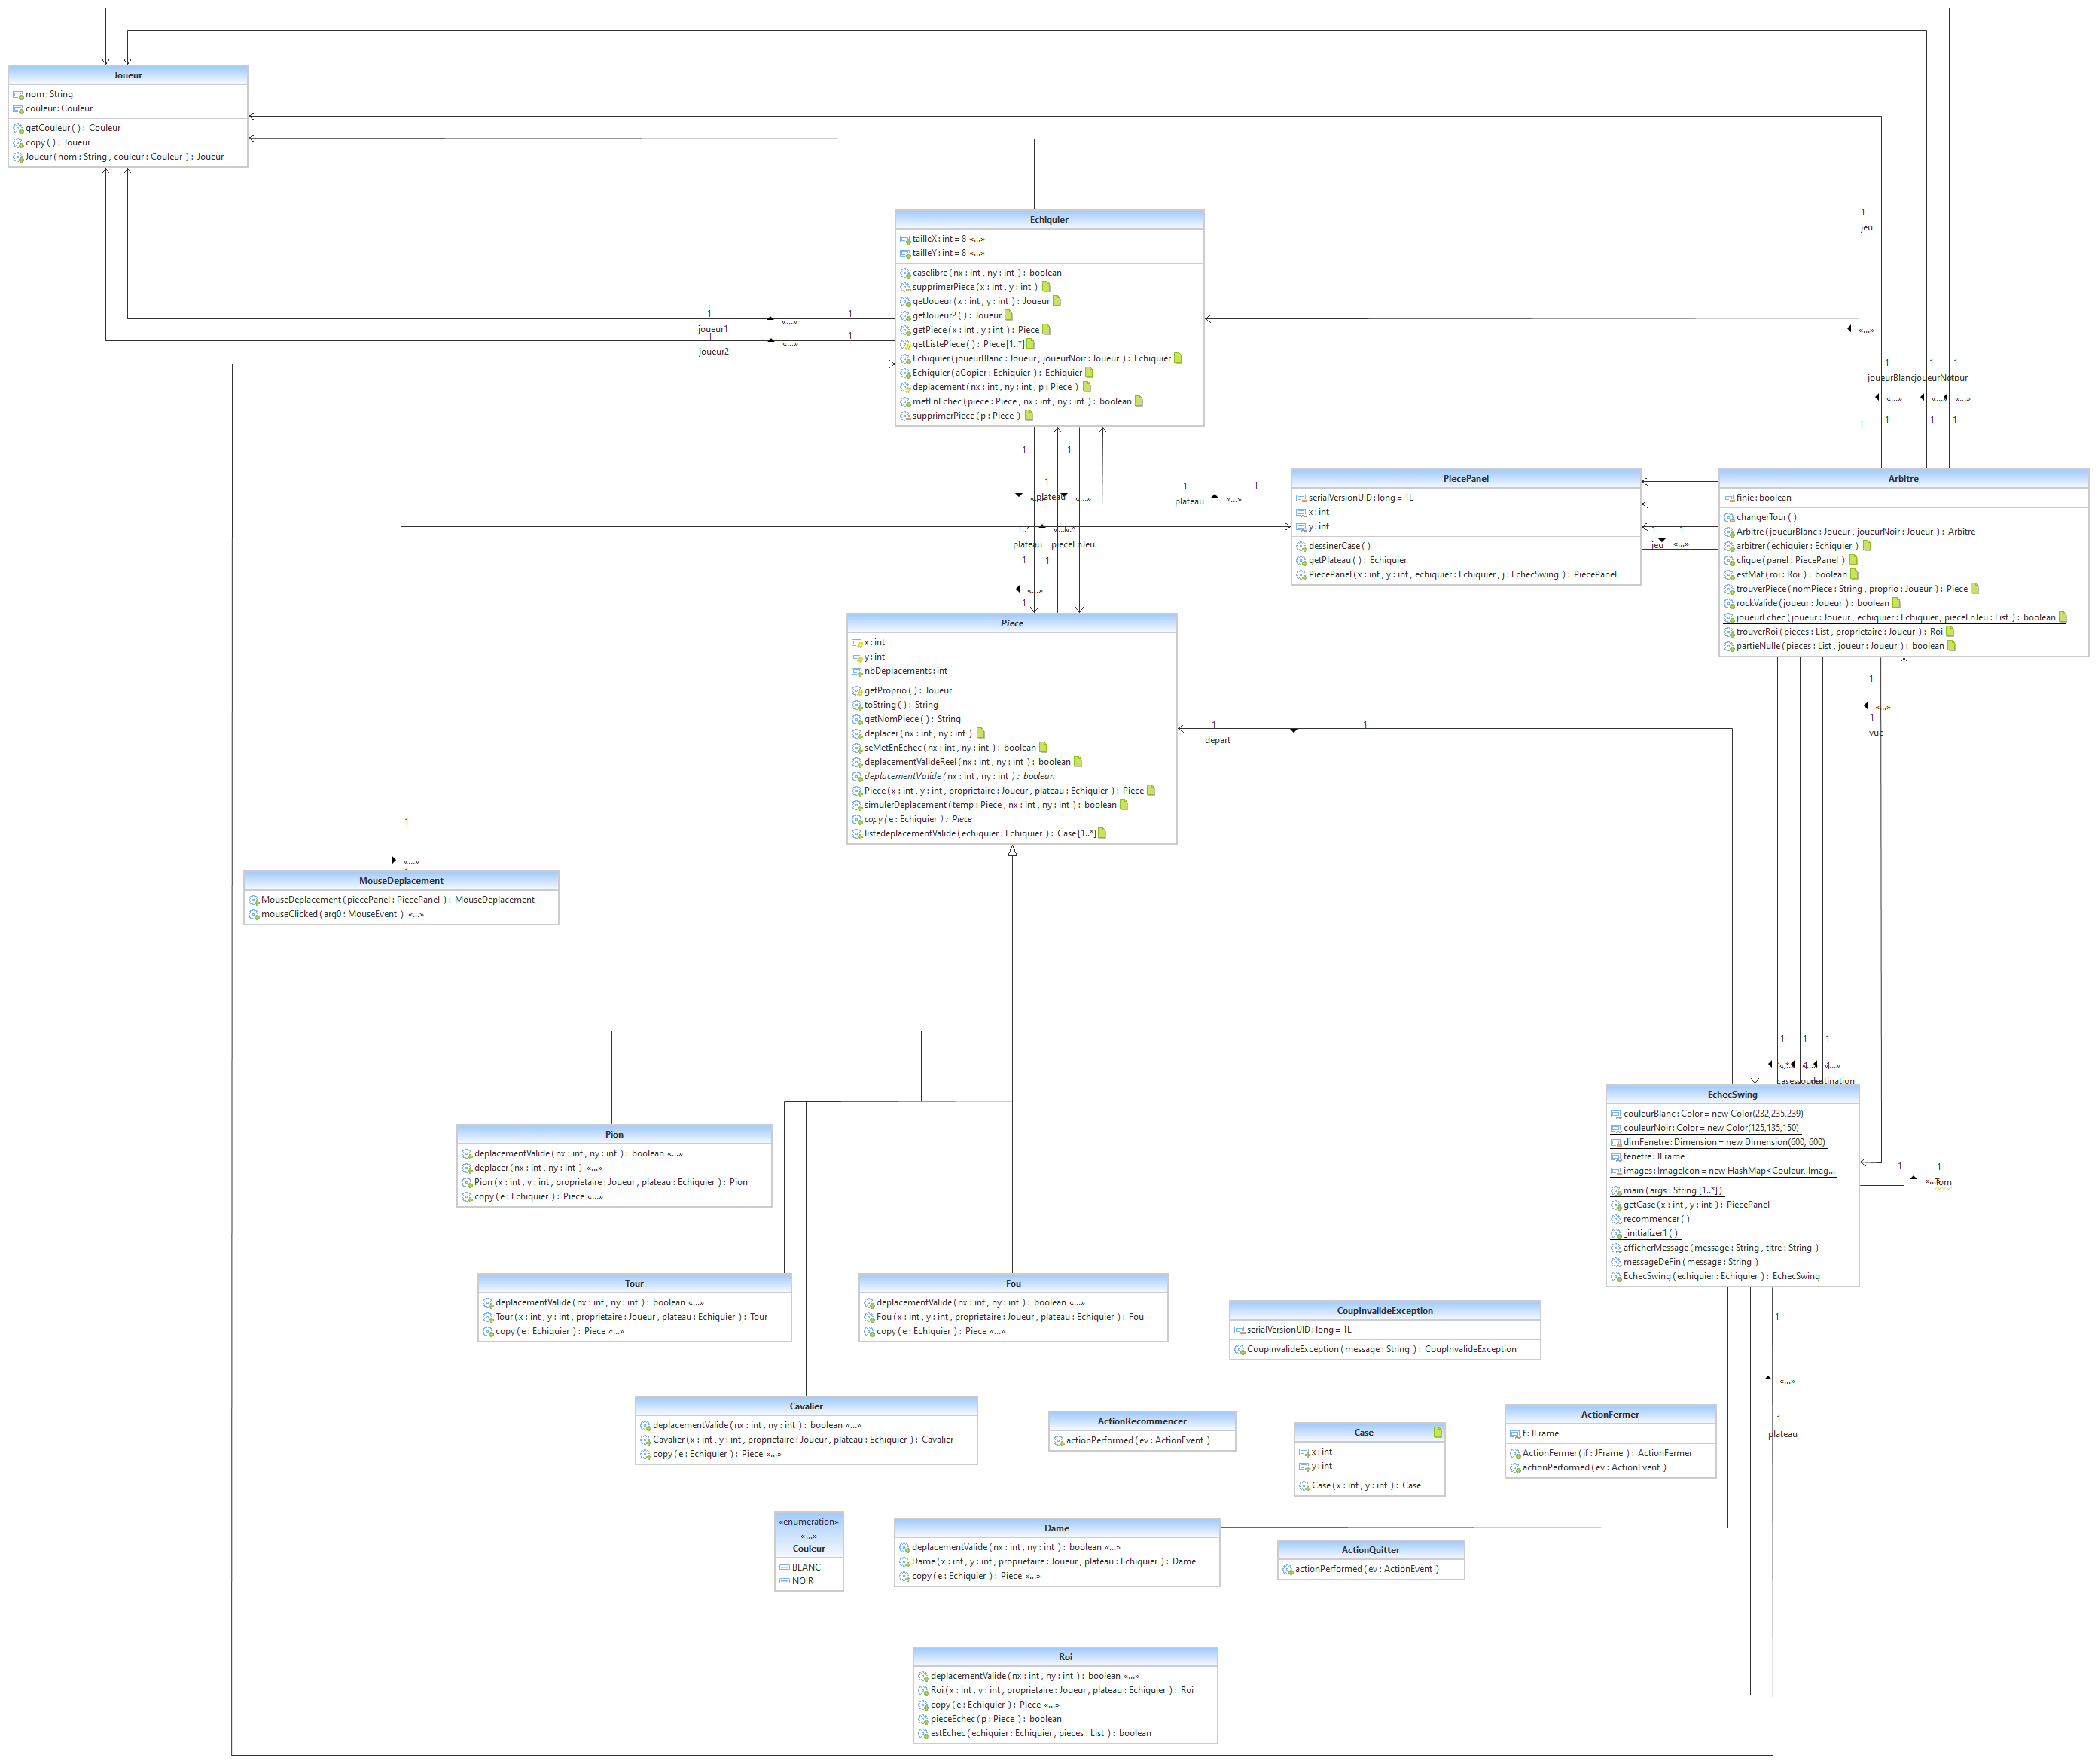 Joueur
nom : String
couleur : Couleur
getCouleur ( ) : Couleur
copy ( ) : Joueur
Joueur ( nom : String , couleur : Couleur ) : Joueur
Echiquier
tailleX : int = 8 «...»
tailleY : int = 8 «...»
caselibre ( nx : int , ny : int ) : boolean
supprimerPiece ( x : int , y : int )
getJoueur ( x : int , y : int ) : Joueur
getJoueur2 ( ) : Joueur
getPiece ( x : int , y : int ) : Piece
getListePiece ( ) : Piece [1..*]
Echiquier ( joueurBlanc : Joueur , joueurNoir : Joueur ) : Echiquier
Echiquier ( aCopier : Echiquier ) : Echiquier
deplacement ( nx : int , ny : int , p : Piece )
metEnEchec ( piece : Piece , nx : int , ny : int ) : boolean
supprimerPiece ( p : Piece )
1
jeu
1
joueur1
«...»
1
1
joueur2
«...»
1
«...»
1
1
1
1
joueurBlanc
joueurNoir
«...»
«...»
«...»
1
1
1
1
PiecePanel
serialVersionUID : long = 1L
x : int
y : int
dessinerCase ( )
getPlateau ( ) : Echiquier
PiecePanel ( x : int , y : int , echiquier : Echiquier , j : EchecSwing ) : PiecePanel
Arbitre
finie : boolean
changerTour ( )
Arbitre ( joueurBlanc : Joueur , joueurNoir : Joueur ) : Arbitre
arbitrer ( echiquier : Echiquier )
clique ( panel : PiecePanel )
estMat ( roi : Roi ) : boolean
trouverPiece ( nomPiece : String , proprio : Joueur ) : Piece
rockValide ( joueur : Joueur ) : boolean
joueurEchec ( joueur : Joueur , echiquier : Echiquier , pieceEnJeu : List ) : boolean
trouverRoi ( pieces : List , proprietaire : Joueur ) : Roi
partieNulle ( pieces : List , joueur : Joueur ) : boolean
1
1
1
plateau
«...»
1
plateau
«...»
1
plateau
pieceEnJeu
1
1
«...»
1
1
1
jeu
«...»
Piece
x : int
y : int
nbDeplacements : int
getProprio ( ) : Joueur
toString ( ) : String
getNomPiece ( ) : String
deplacer ( nx : int , ny : int )
seMetEnEchec ( nx : int , ny : int ) : boolean
deplacementValideReel ( nx : int , ny : int ) : boolean
deplacementValide ( nx : int , ny : int ) : boolean
Piece ( x : int , y : int , proprietaire : Joueur , plateau : Echiquier ) : Piece
simulerDeplacement ( temp : Piece , nx : int , ny : int ) : boolean
copy ( e : Echiquier ) : Piece
listedeplacementValide ( echiquier : Echiquier ) : Case [1..*]
1
depart
1
1
«...»
1
vue
1
«...»
MouseDeplacement
MouseDeplacement ( piecePanel : PiecePanel ) : MouseDeplacement
mouseClicked ( arg0 : MouseEvent ) «...»
1
1
1
«...»
destination
EchecSwing
couleurBlanc : Color = new Color(232,235,239)
couleurNoir : Color = new Color(125,135,150)
dimFenetre : Dimension = new Dimension(600, 600)
fenetre : JFrame
images : ImageIcon = new HashMap<Couleur, Imag...
main ( args : String [1..*] )
getCase ( x : int , y : int ) : PiecePanel
recommencer ( )
_initializer1 ( )
afficherMessage ( message : String , titre : String )
messageDeFin ( message : String )
EchecSwing ( echiquier : Echiquier ) : EchecSwing
1
1
Tom
Pion
deplacementValide ( nx : int , ny : int ) : boolean «...»
deplacer ( nx : int , ny : int ) «...»
Pion ( x : int , y : int , proprietaire : Joueur , plateau : Echiquier ) : Pion
copy ( e : Echiquier ) : Piece «...»
Tour
deplacementValide ( nx : int , ny : int ) : boolean «...»
Tour ( x : int , y : int , proprietaire : Joueur , plateau : Echiquier ) : Tour
copy ( e : Echiquier ) : Piece «...»
Fou
deplacementValide ( nx : int , ny : int ) : boolean «...»
Fou ( x : int , y : int , proprietaire : Joueur , plateau : Echiquier ) : Fou
copy ( e : Echiquier ) : Piece «...»
CoupInvalideException
serialVersionUID : long = 1L
CoupInvalideException ( message : String ) : CoupInvalideException
1
«...»
1
plateau
Cavalier
deplacementValide ( nx : int , ny : int ) : boolean «...»
Cavalier ( x : int , y : int , proprietaire : Joueur , plateau : Echiquier ) : Cavalier
copy ( e : Echiquier ) : Piece «...»
ActionRecommencer
actionPerformed ( ev : ActionEvent )
Case
x : int
y : int
Case ( x : int , y : int ) : Case
ActionFermer
f : JFrame
ActionFermer ( jf : JFrame ) : ActionFermer
actionPerformed ( ev : ActionEvent )
«enumeration»
«...»
Couleur
BLANC
NOIR
Dame
deplacementValide ( nx : int , ny : int ) : boolean «...»
Dame ( x : int , y : int , proprietaire : Joueur , plateau : Echiquier ) : Dame
copy ( e : Echiquier ) : Piece «...»
ActionQuitter
actionPerformed ( ev : ActionEvent )
Roi
deplacementValide ( nx : int , ny : int ) : boolean «...»
Roi ( x : int , y : int , proprietaire : Joueur , plateau : Echiquier ) : Roi
copy ( e : Echiquier ) : Piece «...»
pieceEchec ( p : Piece ) : boolean
estEchec ( echiquier : Echiquier , pieces : List ) : boolean